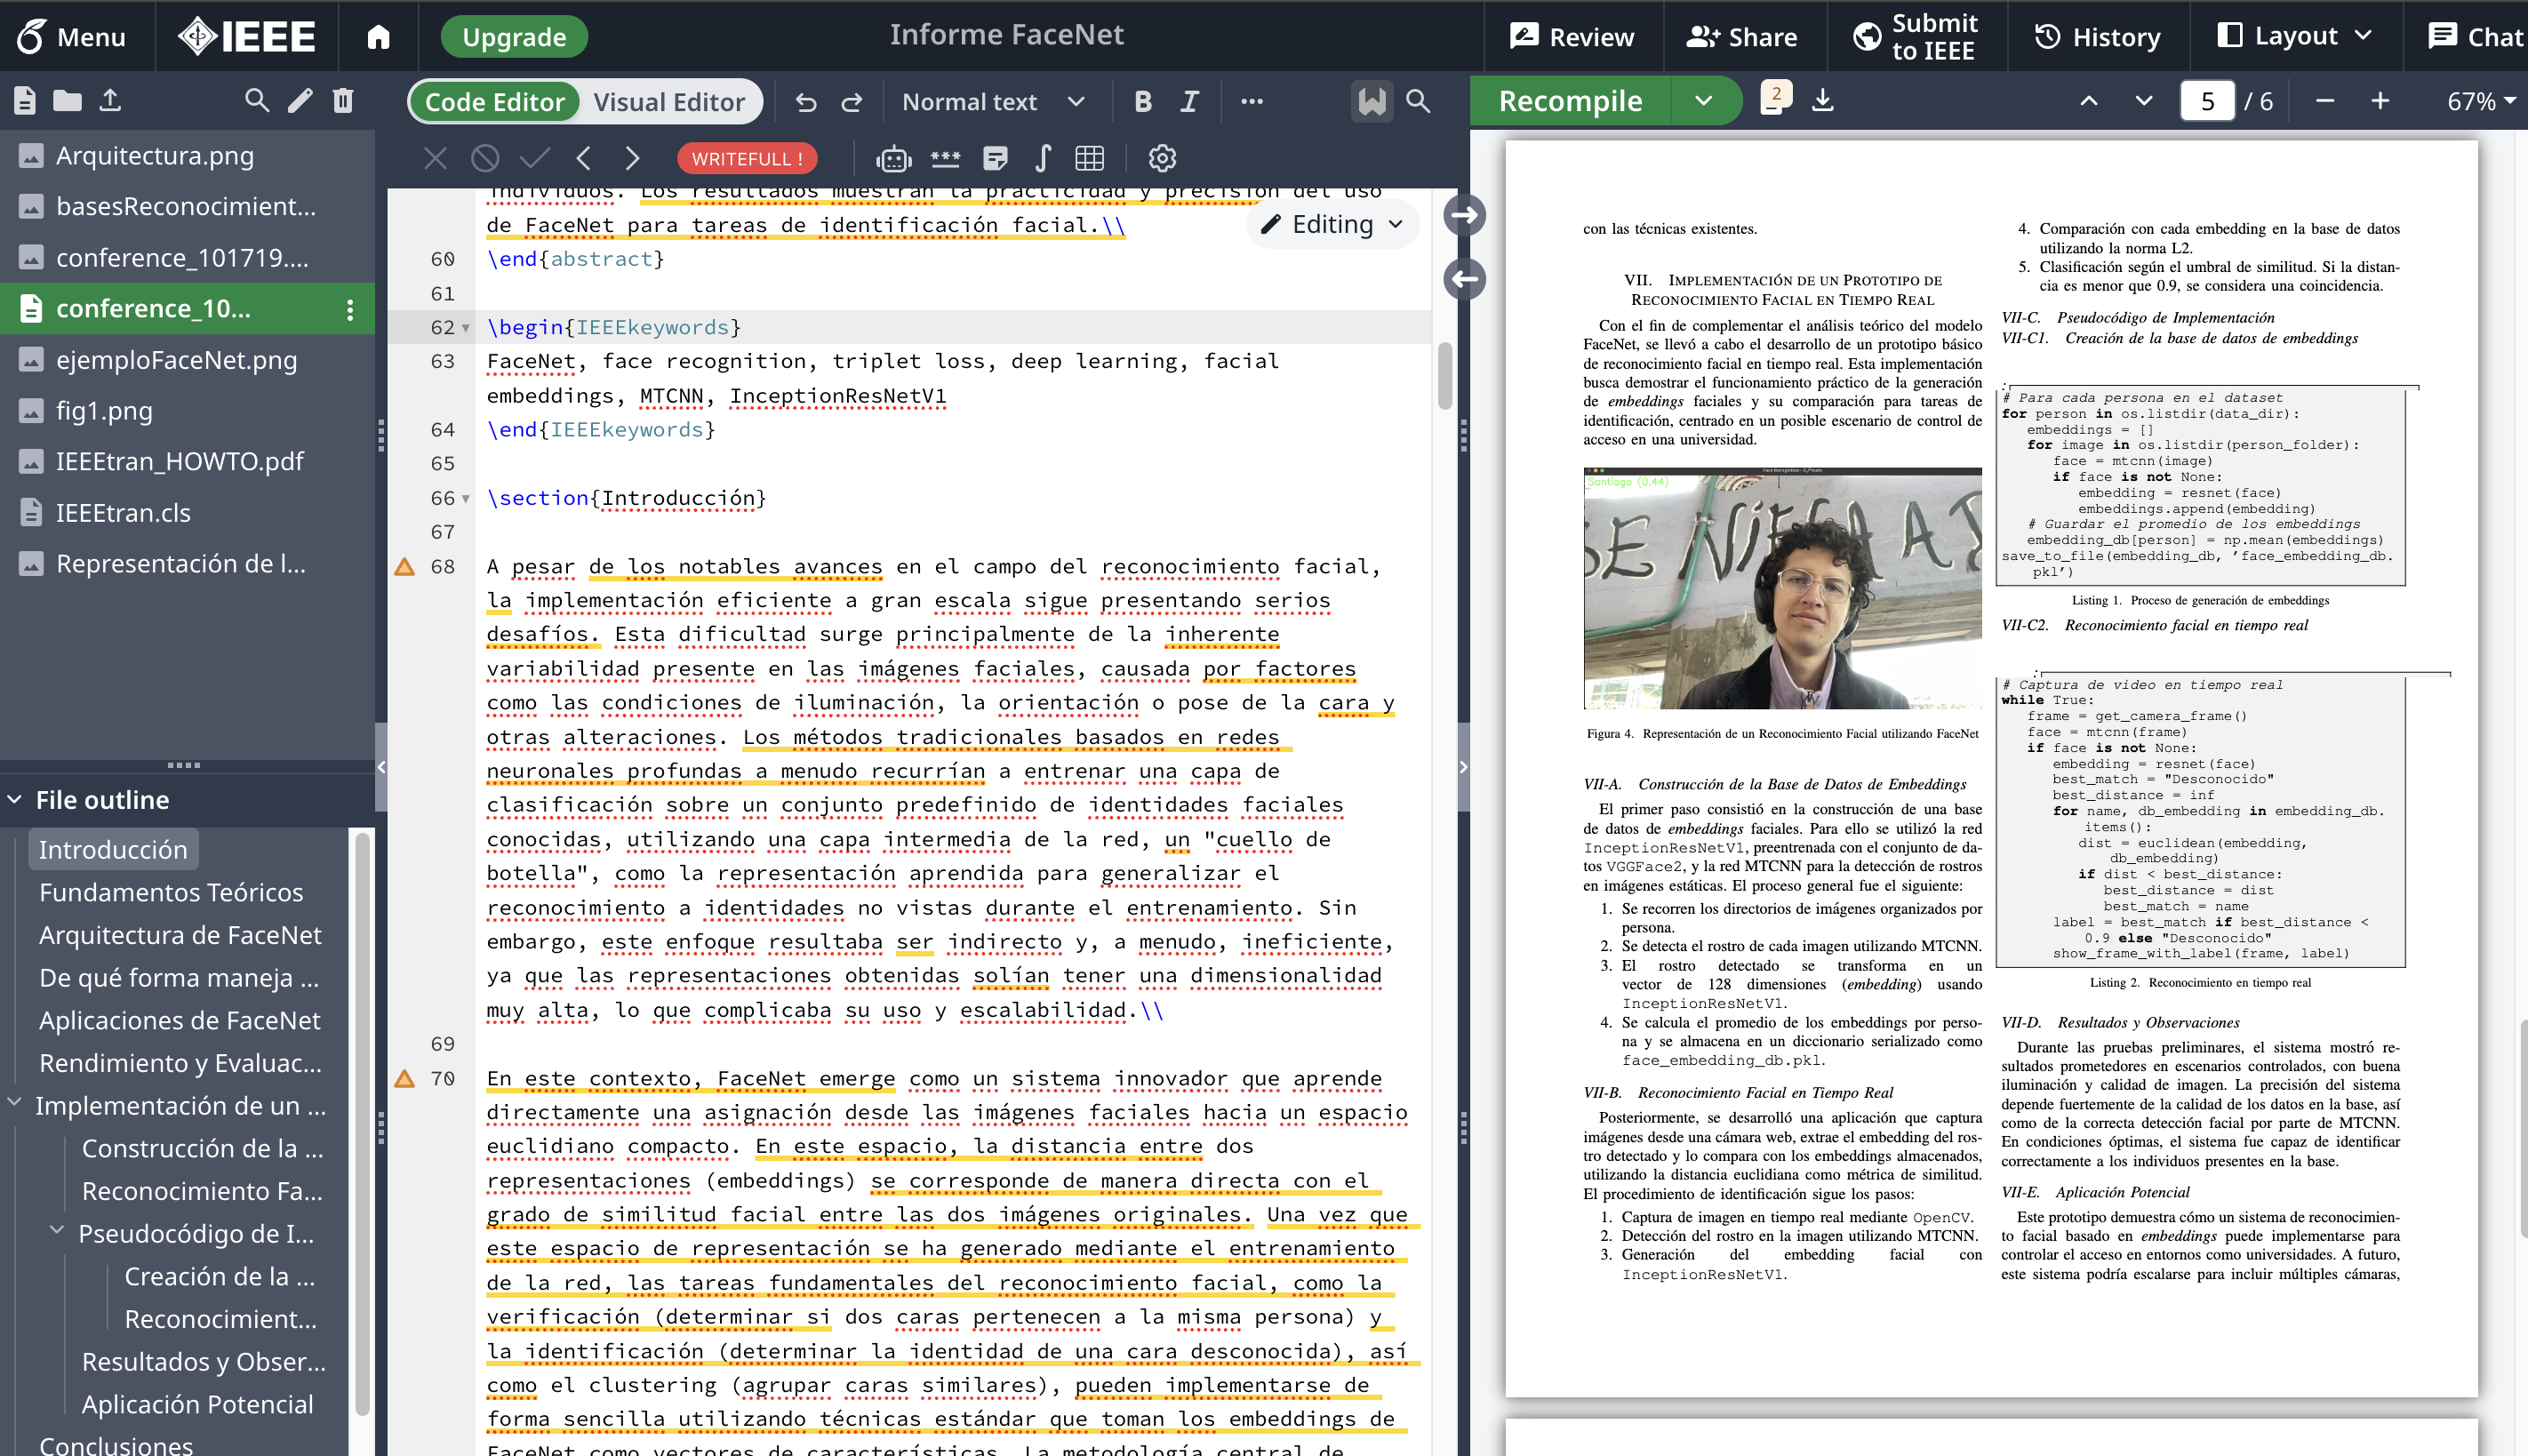 Menu
IEEE
Upgrade
Informe FaceNet
Review
Share
Submit
to IEEE
History
Layout
Chat
Code Editor
Visual Editor
Normal text
B
I
Recompile
2
5
/ 6
67%
WRITEFULL !
Editing
Arquitectura.png
basesReconocimient...
conference_101719....
conference_10...
ejemploFaceNet.png
fig1.png
IEEEtran_HOWTO.pdf
IEEEtran.cls
Representación de l...
File outline
Introducción
Fundamentos Teóricos
Arquitectura de FaceNet
De qué forma maneja ...
Aplicaciones de FaceNet
Rendimiento y Evaluac...
Implementación de un ...
Construcción de la ...
Reconocimiento Fa...
Pseudocódigo de I...
Creación de la ...
Reconocimient...
Resultados y Obser...
Aplicación Potencial
Conclusiones
individuos. Los resultados muestran la practicidad y precisión del uso
de FaceNet para tareas de identificación facial.\\
60 \end{abstract}
61
62 \begin{IEEEkeywords}
63 FaceNet, face recognition, triplet loss, deep learning, facial
embeddings, MTCNN, InceptionResNetV1
64 \end{IEEEkeywords}
65
66 \section{Introducción}
67
68 A pesar de los notables avances en el campo del reconocimiento facial,
la implementación eficiente a gran escala sigue presentando serios
desafíos. Esta dificultad surge principalmente de la inherente
variabilidad presente en las imágenes faciales, causada por factores
como las condiciones de iluminación, la orientación o pose de la cara y
otras alteraciones. Los métodos tradicionales basados en redes
neuronales profundas a menudo recurrían a entrenar una capa de
clasificación sobre un conjunto predefinido de identidades faciales
conocidas, utilizando una capa intermedia de la red, un "cuello de
botella", como la representación aprendida para generalizar el
reconocimiento a identidades no vistas durante el entrenamiento. Sin
embargo, este enfoque resultaba ser indirecto y, a menudo, ineficiente,
ya que las representaciones obtenidas solían tener una dimensionalidad
muy alta, lo que complicaba su uso y escalabilidad.\\
69
70 En este contexto, FaceNet emerge como un sistema innovador que aprende
directamente una asignación desde las imágenes faciales hacia un espacio
euclidiano compacto. En este espacio, la distancia entre dos
representaciones (embeddings) se corresponde de manera directa con el
grado de similitud facial entre las dos imágenes originales. Una vez que
este espacio de representación se ha generado mediante el entrenamiento
de la red, las tareas fundamentales del reconocimiento facial, como la
verificación (determinar si dos caras pertenecen a la misma persona) y
la identificación (determinar la identidad de una cara desconocida), así
como el clustering (agrupar caras similares), pueden implementarse de
forma sencilla utilizando técnicas estándar que toman los embeddings de
FaceNet como vectores de características. La metodología central de
con las técnicas existentes.
VII. Implementación de un Prototipo de
Reconocimiento Facial en Tiempo Real
Con el fin de complementar el análisis teórico del modelo
FaceNet, se llevó a cabo el desarrollo de un prototipo básico
de reconocimiento facial en tiempo real. Esta implementación
busca demostrar el funcionamiento práctico de la generación
de embeddings faciales y su comparación para tareas de
identificación, centrado en un posible escenario de control de
acceso en una universidad.
Santiago (0.44)
Figura 4. Representación de un Reconocimiento Facial utilizando FaceNet
VII-A. Construcción de la Base de Datos de Embeddings
El primer paso consistió en la construcción de una base
de datos de embeddings faciales. Para ello se utilizó la red
InceptionResNetV1, preentrenada con el conjunto de da-
tos VGGFace2, y la red MTCNN para la detección de rostros
en imágenes estáticas. El proceso general fue el siguiente:
1. Se recorren los directorios de imágenes organizados por
persona.
2. Se detecta el rostro de cada imagen utilizando MTCNN.
3. El rostro detectado se transforma en un
vector de 128 dimensiones (embedding) usando
InceptionResNetV1.
4. Se calcula el promedio de los embeddings por perso-
na y se almacena en un diccionario serializado como
face_embedding_db.pkl.
VII-B. Reconocimiento Facial en Tiempo Real
Posteriormente, se desarrolló una aplicación que captura
imágenes desde una cámara web, extrae el embedding del ros-
tro detectado y lo compara con los embeddings almacenados,
utilizando la distancia euclidiana como métrica de similitud.
El procedimiento de identificación sigue los pasos:
1. Captura de imagen en tiempo real mediante OpenCV.
2. Detección del rostro en la imagen utilizando MTCNN.
3. Generación del embedding facial con
InceptionResNetV1.
4. Comparación con cada embedding en la base de datos
utilizando la norma L2.
5. Clasificación según el umbral de similitud. Si la distan-
cia es menor que 0.9, se considera una coincidencia.
VII-C. Pseudocódigo de Implementación
VII-C1. Creación de la base de datos de embeddings
:
# Para cada persona en el dataset
for person in os.listdir(data_dir):
embeddings = []
for image in os.listdir(person_folder):
face = mtcnn(image)
if face is not None:
embedding = resnet(face)
embeddings.append(embedding)
# Guardar el promedio de los embeddings
embedding_db[person] = np.mean(embeddings)
save_to_file(embedding_db, 'face_embedding_db.
pkl')
Listing 1. Proceso de generación de embeddings
VII-C2. Reconocimiento facial en tiempo real
:
# Captura de video en tiempo real
while True:
frame = get_camera_frame()
face = mtcnn(frame)
if face is not None:
embedding = resnet(face)
best_match = "Desconocido"
best_distance = inf
for name, db_embedding in embedding_db.
items():
dist = euclidean(embedding,
db_embedding)
if dist < best_distance:
best_distance = dist
best_match = name
label = best_match if best_distance <
0.9 else "Desconocido"
show_frame_with_label(frame, label)
Listing 2. Reconocimiento en tiempo real
VII-D. Resultados y Observaciones
Durante las pruebas preliminares, el sistema mostró re-
sultados prometedores en escenarios controlados, con buena
iluminación y calidad de imagen. La precisión del sistema
depende fuertemente de la calidad de los datos en la base, así
como de la correcta detección facial por parte de MTCNN.
En condiciones óptimas, el sistema fue capaz de identificar
correctamente a los individuos presentes en la base.
VII-E. Aplicación Potencial
Este prototipo demuestra cómo un sistema de reconocimien-
to facial basado en embeddings puede implementarse para
controlar el acceso en entornos como universidades. A futuro,
este sistema podría escalarse para incluir múltiples cámaras,